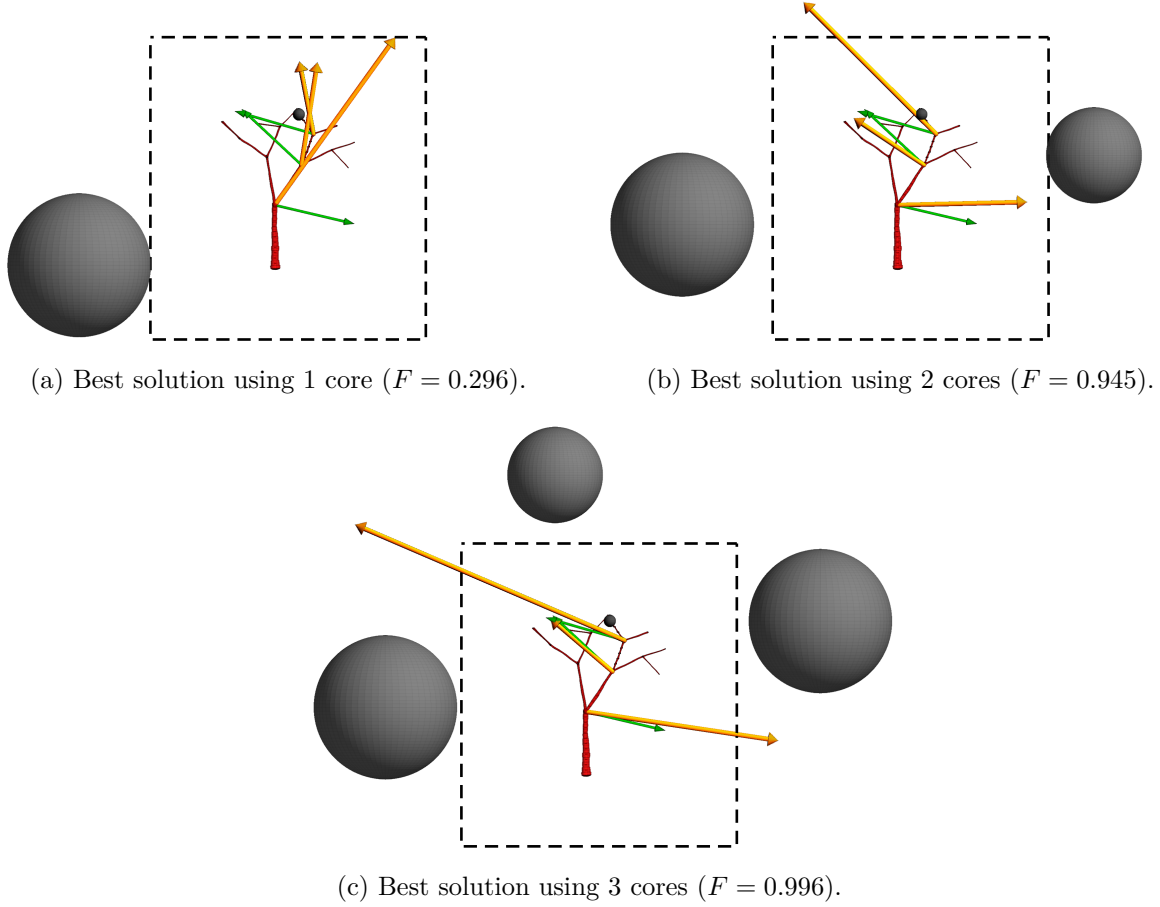 (a) Best solution using 1 core (F = 0.296).
(b) Best solution using 2 cores (F = 0.945).
(c) Best solution using 3 cores (F = 0.996).